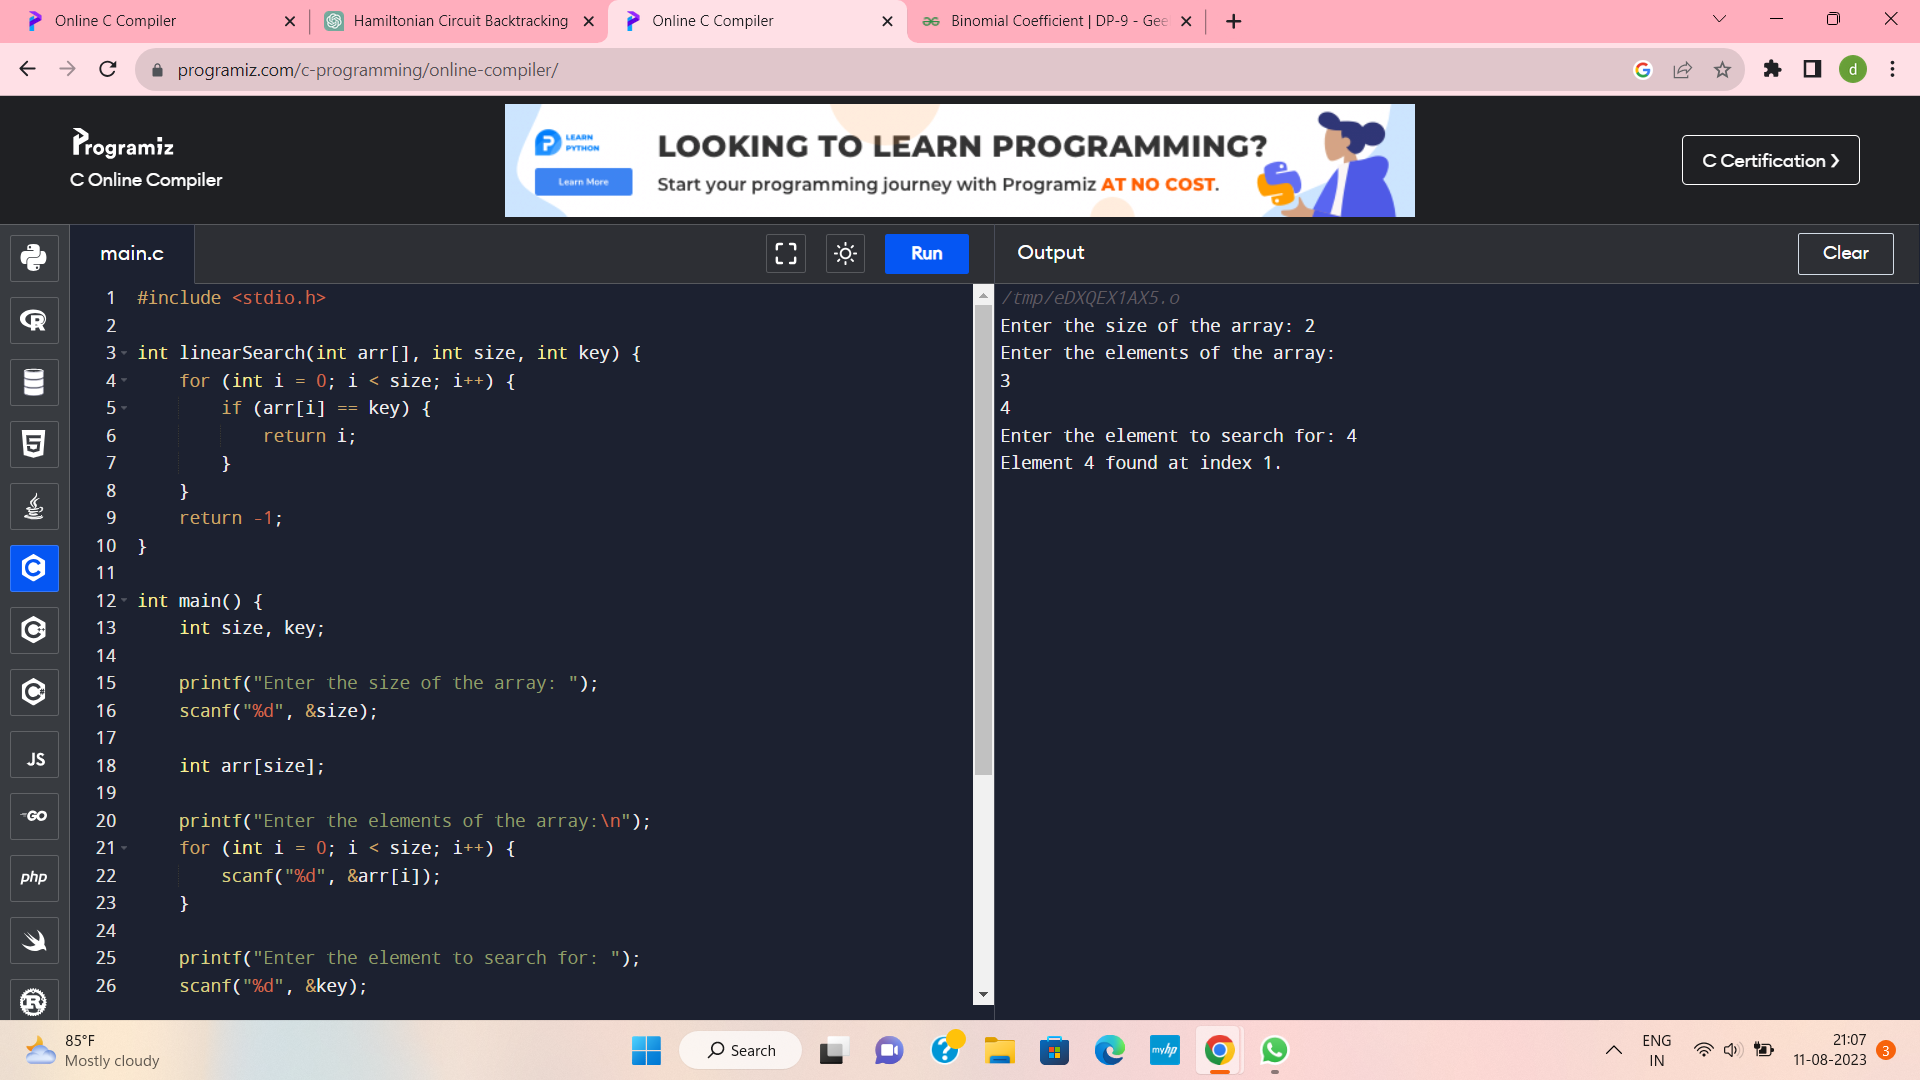 Online C Compiler
Hamiltonian Circuit Backtracking
Online C Compiler
Binomial Coefficient | DP-9 - Gee
programiz.com/c-programming/online-compiler/
d
Programiz
C Online Compiler
LEARN
PYTHON
Learn More
LOOKING TO LEARN PROGRAMMING?
Start your programming journey with Programiz AT NO COST.
C Certification >
main.c
Run
Output
Clear
1 #include <stdio.h>
2
3 int linearSearch(int arr[], int size, int key) {
4 for (int i = 0; i < size; i++) {
5 if (arr[i] == key) {
6 return i;
7 }
8 }
9 return -1;
10 }
11
12 int main() {
13 int size, key;
14
15 printf("Enter the size of the array: ");
16 scanf("%d", &size);
17
18 int arr[size];
19
20 printf("Enter the elements of the array:\n");
21 for (int i = 0; i < size; i++) {
22 scanf("%d", &arr[i]);
23 }
24
25 printf("Enter the element to search for: ");
26 scanf("%d", &key);
/tmp/eDXQEX1AX5.o
Enter the size of the array: 2
Enter the elements of the array:
3
4
Enter the element to search for: 4
Element 4 found at index 1.
JS
GO
php
85°F
Mostly cloudy
Search
myhp
ENG
IN
21:07
11-08-2023
3